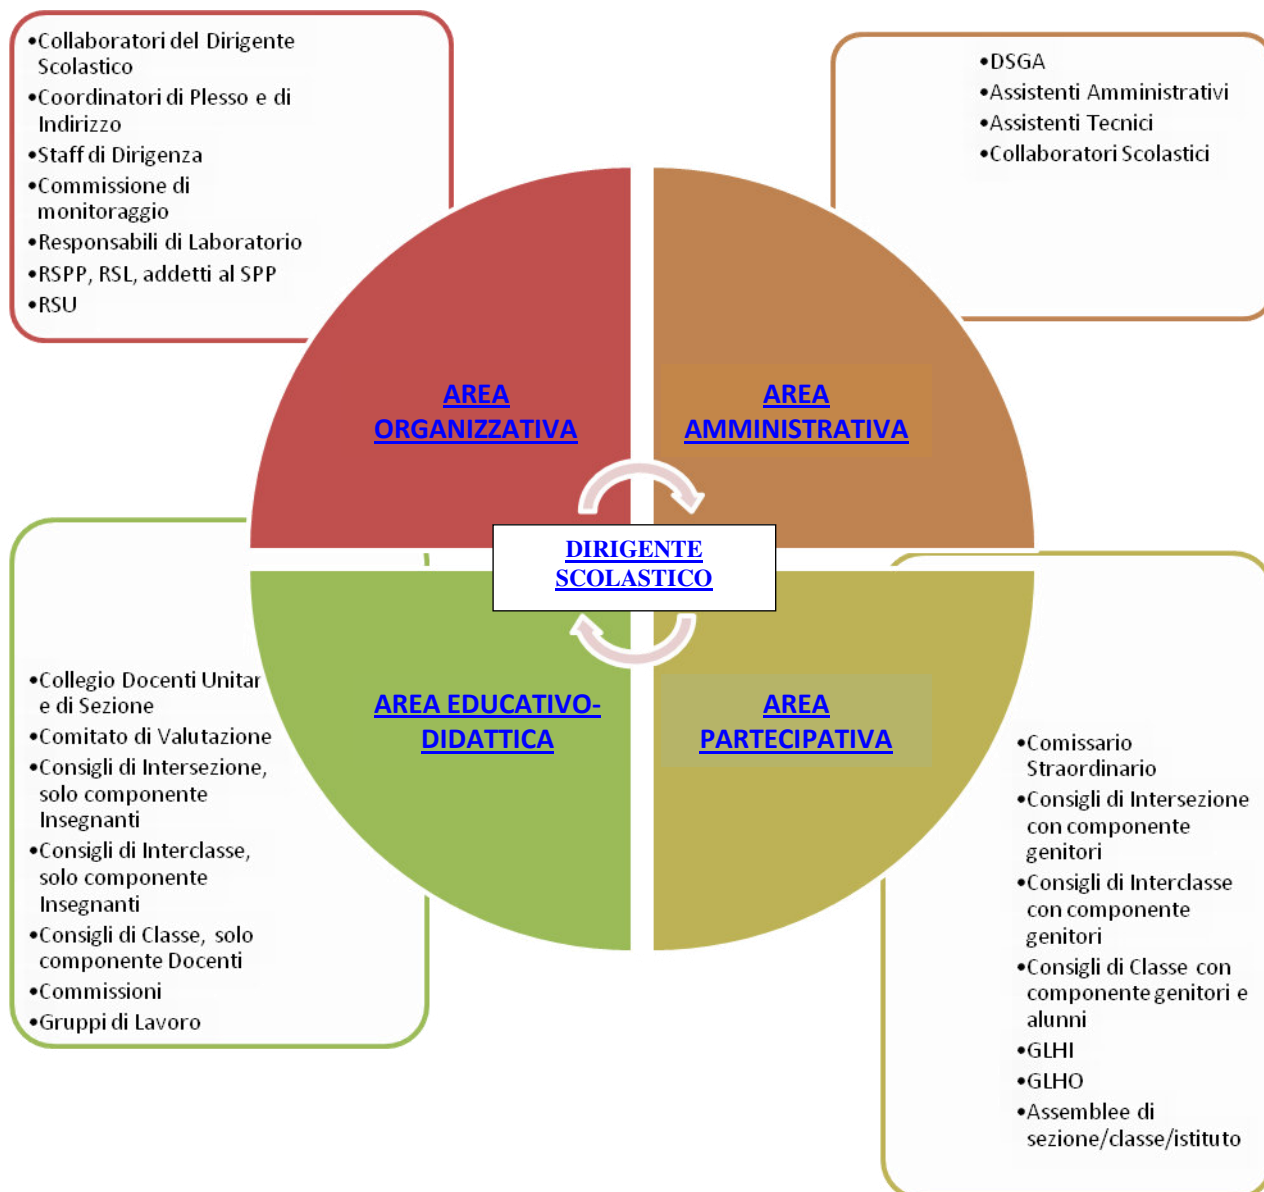 •Collaboratori del Dirigente
Scolastico
•Coordinatori di Plesso e di
Indirizzo
•Staff di Dirigenza
•Commissione di
monitoraggio
•Responsabili di Laboratorio
•RSPP, RSL, addetti al SPP
•RSU
•DSGA
•Assistenti Amministrativi
•Assistenti Tecnici
•Collaboratori Scolastici
AREA
ORGANIZZATIVA
AREA
AMMINISTRATIVA
DIRIGENTE
SCOLASTICO
AREA EDUCATIVO-
DIDATTICA
AREA
PARTECIPATIVA
•Collegio Docenti Unitar
e di Sezione
•Comitato di Valutazione
•Consigli di Intersezione,
solo componente
Insegnanti
•Consigli di Interclasse,
solo componente
Insegnanti
•Consigli di Classe, solo
componente Docenti
•Commissioni
•Gruppi di Lavoro
•Comissario
Straordinario
•Consigli di Intersezione
con componente
genitori
•Consigli di Interclasse
con componente
genitori
•Consigli di Classe con
componente genitori e
alunni
•GLHI
•GLHO
•Assemblee di
sezione/classe/istituto